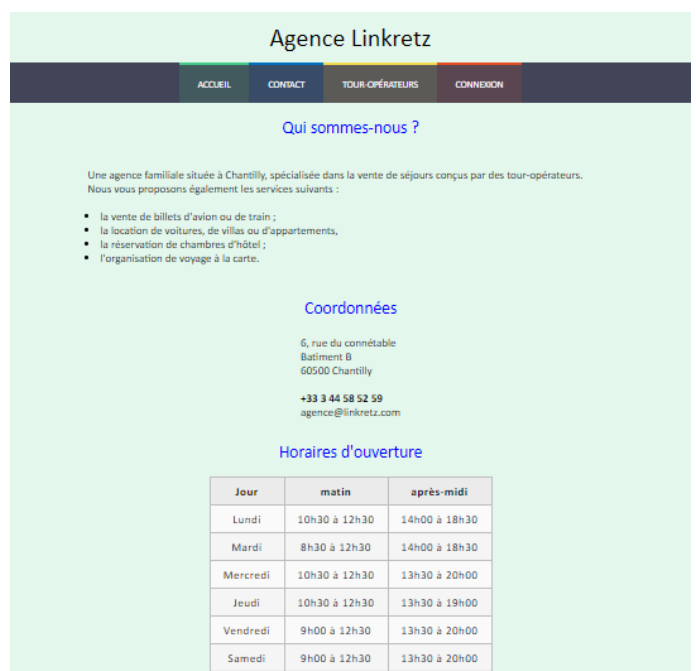 Agence Linkretz
ACCUEIL CONTACT TOUR-OPÉRATEURS CONNEXION
Qui sommes-nous ?
Une agence familiale située à Chantilly, spécialisée dans la vente de séjours conçus par des tour-opérateurs.
Nous vous proposons également les services suivants :
la vente de billets d'avion ou de train ;
la location de voitures, de villas ou d'appartements,
la réservation de chambres d'hôtel ;
l'organisation de voyage à la carte.
Coordonnées
6, rue du connétable
Batiment B
60500 Chantilly
+33 3 44 58 52 59
agence@linkretz.com
Horaires d'ouverture
Jour matin après-midi
Lundi 10h30 à 12h30 14h00 à 18h30
Mardi 8h30 à 12h30 14h00 à 18h30
Mercredi 10h30 à 12h30 13h30 à 20h00
Jeudi 10h30 à 12h30 13h30 à 19h00
Vendredi 9h00 à 12h30 13h30 à 20h00
Samedi 9h00 à 12h30 13h30 à 20h00